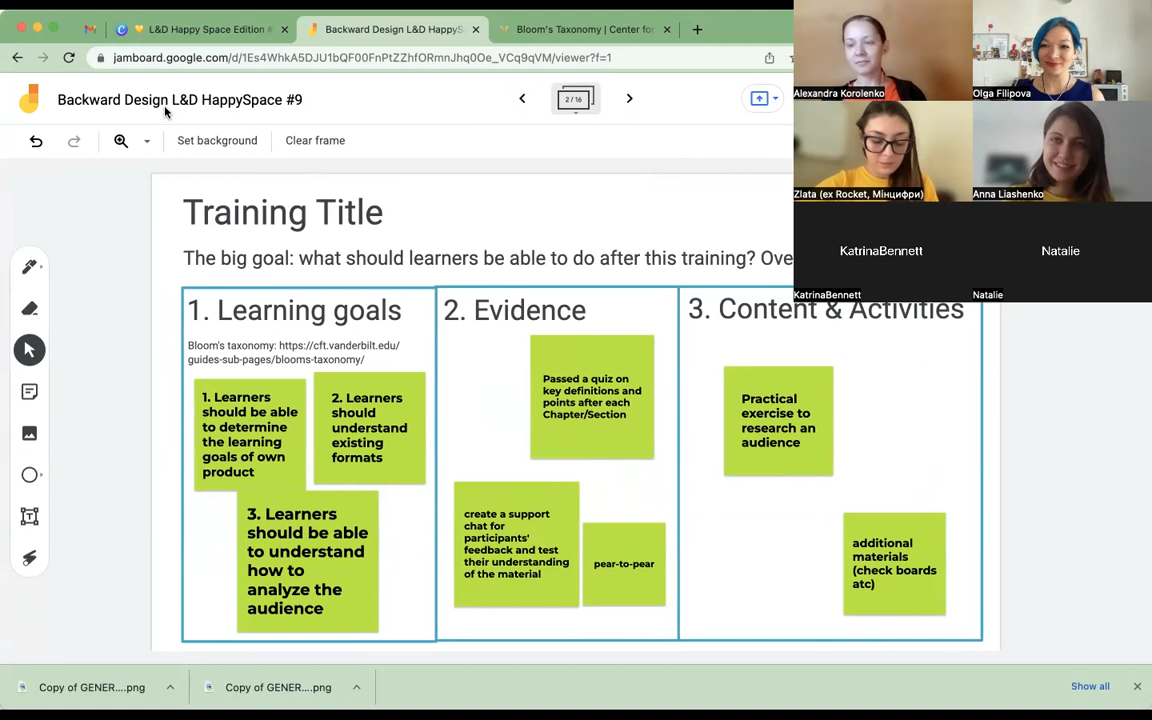 L&D Happy Space Edition
Backward Design L&D HappyS
Bloom's Taxonomy | Center for
jamboard.google.com/d/1Es4WhkA5DJU1bQF00FnPtZZhfORmnJhq0Oe_VCq9qVM/viewer?f=1
Backward Design L&D HappySpace #9
2 / 16
Set background
Clear frame
Alexandra Korolenko
Olga Filipova
Zlata (ex Rocket, Мінцифри)
Anna Liashenko
KatrinaBennett
Natalie
KatrinaBennett
Natalie
Training Title
The big goal: what should learners be able to do after this training? Ove
1. Learning goals
Bloom's taxonomy: https://cft.vanderbilt.edu/
guides-sub-pages/blooms-taxonomy/
1. Learners
should be able
to determine
the learning
goals of own
product
2. Learners
should
understand
existing
formats
3. Learners
should be able
to understand
how to
analyze the
audience
2. Evidence
Passed a quiz on
key definitions and
points after each
Chapter/Section
create a support
chat for
participants'
feedback and test
their understanding
of the material
pear-to-pear
3. Content & Activities
Practical
exercise to
research an
audience
additional
materials
(check boards
atc)
Copy of GENER....png
Copy of GENER....png
Show all